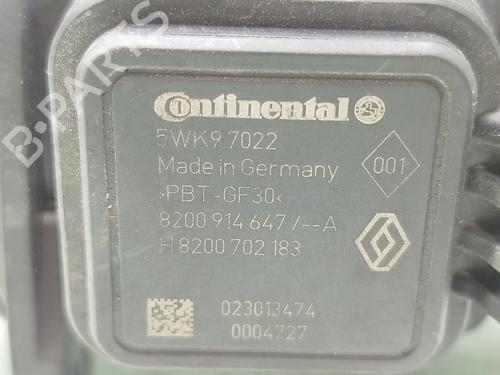 B-PARTS
Continental
5WK9 7022
Made in Germany
001
>PBT-GF30<
8200 914 647 /--A
H 8200 702 183
023013474
0004727